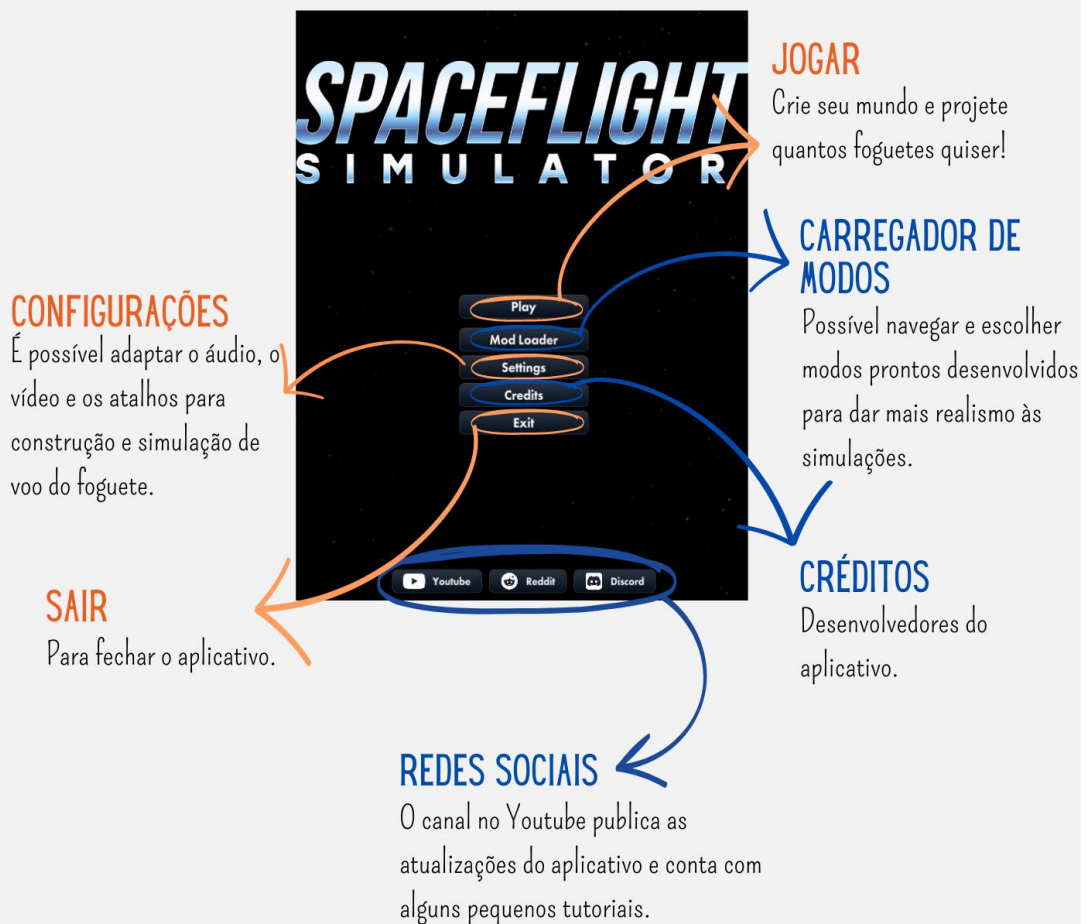 SPACEFLIGHT
SIMULATOR
Play
Mod Loader
Settings
Credits
Exit
Youtube
Reddit
Discord
JOGAR
Crie seu mundo e projete
quantos foguetes quiser!
CARREGADOR DE
MODOS
Possível navegar e escolher
modos prontos desenvolvidos
para dar mais realismo às
simulações.
CONFIGURAÇÕES
É possível adaptar o áudio, o
vídeo e os atalhos para
construção e simulação de
voo do foguete.
CRÉDITOS
Desenvolvedores do
aplicativo.
SAIR
Para fechar o aplicativo.
REDES SOCIAIS
O canal no Youtube publica as
atualizações do aplicativo e conta com
alguns pequenos tutoriais.